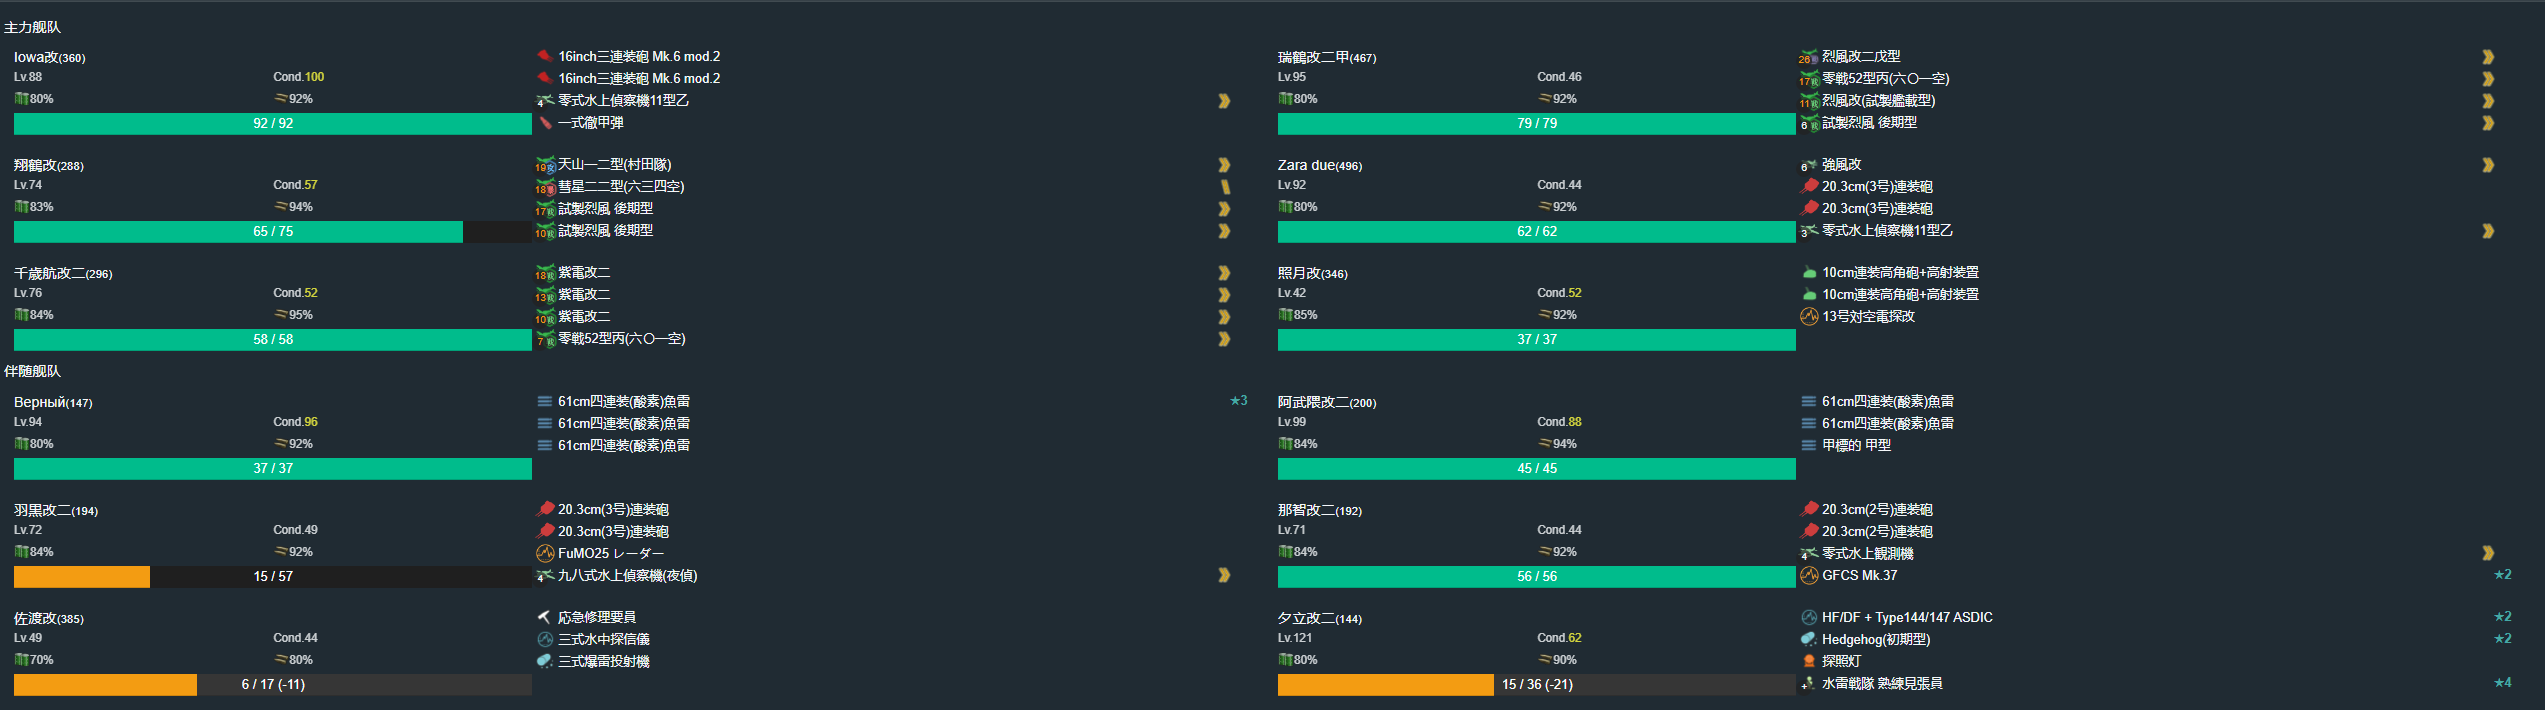 主力舰队
Iowa改(360)
Lv.88 Cond.100
80% 92%
92 / 92
16inch三連装砲 Mk.6 mod.2
16inch三連装砲 Mk.6 mod.2
4 零式水上偵察機11型乙
一式徹甲弾
瑞鶴改二甲(467)
Lv.95 Cond.46
80% 92%
79 / 79
26 烈風改二戊型
17 零戦52型丙(六〇一空)
11 烈風改(試製艦載型)
6 試製烈風 後期型
翔鶴改(288)
Lv.74 Cond.57
83% 94%
65 / 75
19 天山一二型(村田隊)
18 彗星二二型(六三四空)
17 試製烈風 後期型
10 試製烈風 後期型
Zara due(496)
Lv.92 Cond.44
80% 92%
62 / 62
6 強風改
20.3cm(3号)連装砲
20.3cm(3号)連装砲
3 零式水上偵察機11型乙
千歳航改二(296)
Lv.76 Cond.52
84% 95%
58 / 58
18 紫電改二
13 紫電改二
10 紫電改二
7 零戦52型丙(六〇一空)
照月改(346)
Lv.42 Cond.52
85% 92%
37 / 37
10cm連装高角砲+高射装置
10cm連装高角砲+高射装置
13号対空電探改
伴随舰队
Верный(147)
Lv.94 Cond.96
80% 92%
37 / 37
61cm四連装(酸素)魚雷 ★3
61cm四連装(酸素)魚雷
61cm四連装(酸素)魚雷
阿武隈改二(200)
Lv.99 Cond.88
84% 94%
45 / 45
61cm四連装(酸素)魚雷
61cm四連装(酸素)魚雷
甲標的 甲型
羽黒改二(194)
Lv.72 Cond.49
84% 92%
15 / 57
20.3cm(3号)連装砲
20.3cm(3号)連装砲
FuMO25 レーダー
4 九八式水上偵察機(夜偵)
那智改二(192)
Lv.71 Cond.44
84% 92%
56 / 56
20.3cm(2号)連装砲
20.3cm(2号)連装砲
4 零式水上観測機
GFCS Mk.37 ★2
佐渡改(385)
Lv.49 Cond.44
70% 80%
6 / 17 (-11)
応急修理要員
三式水中探信儀
三式爆雷投射機
夕立改二(144)
Lv.121 Cond.62
80% 90%
15 / 36 (-21)
HF/DF + Type144/147 ASDIC ★2
Hedgehog(初期型) ★2
探照灯
水雷戦隊 熟練見張員 ★4